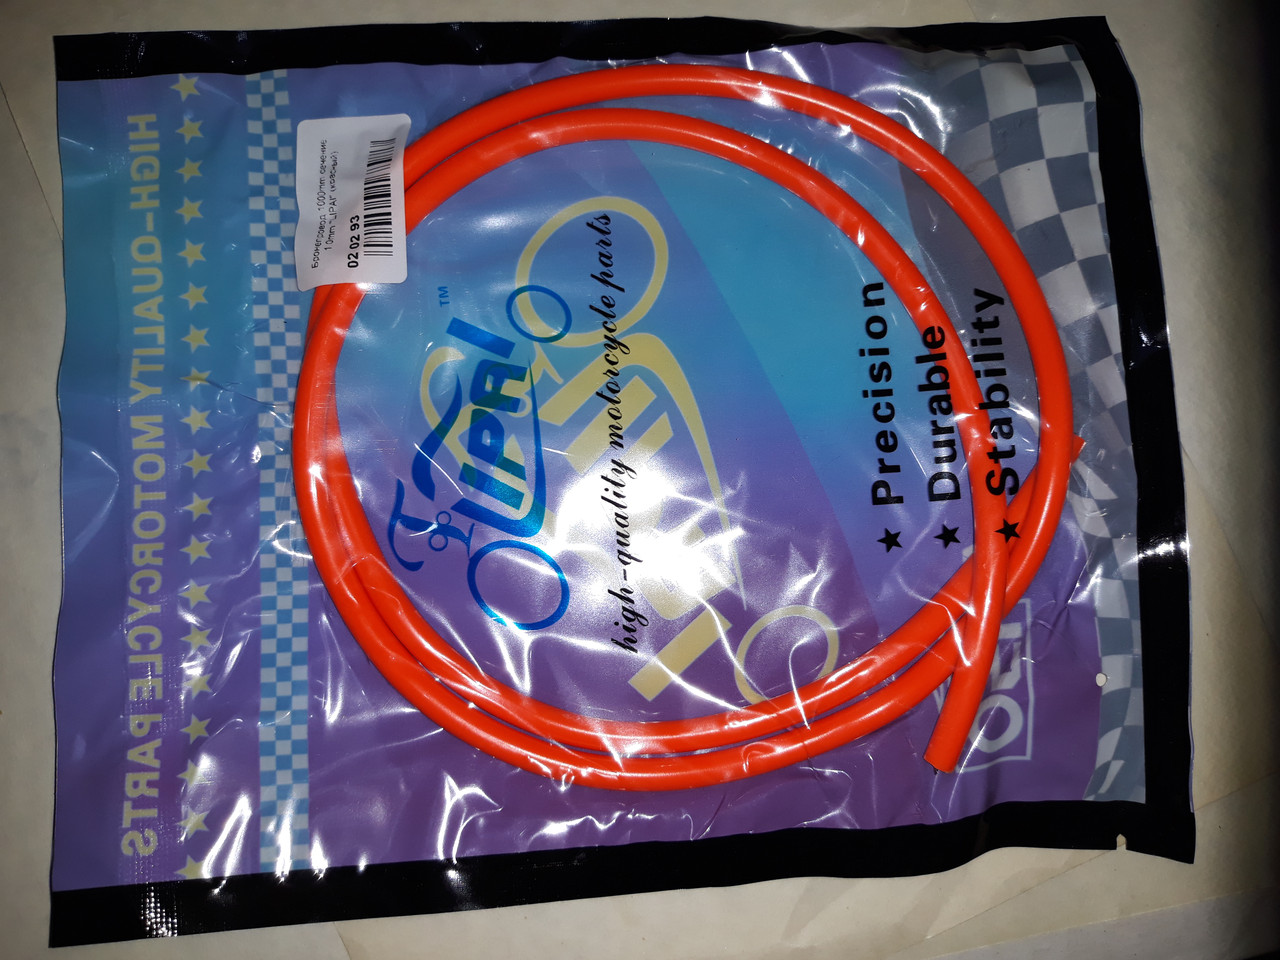 Бронепровод 1000mm сечение
10mm "LIPAI" (красный)
02 02 93
LIPAI
TM
high-quality motorcycle parts
★ Precision
★ Durable
★ Stability
HIGH-QUALITY MOTORCYCLE PARTS